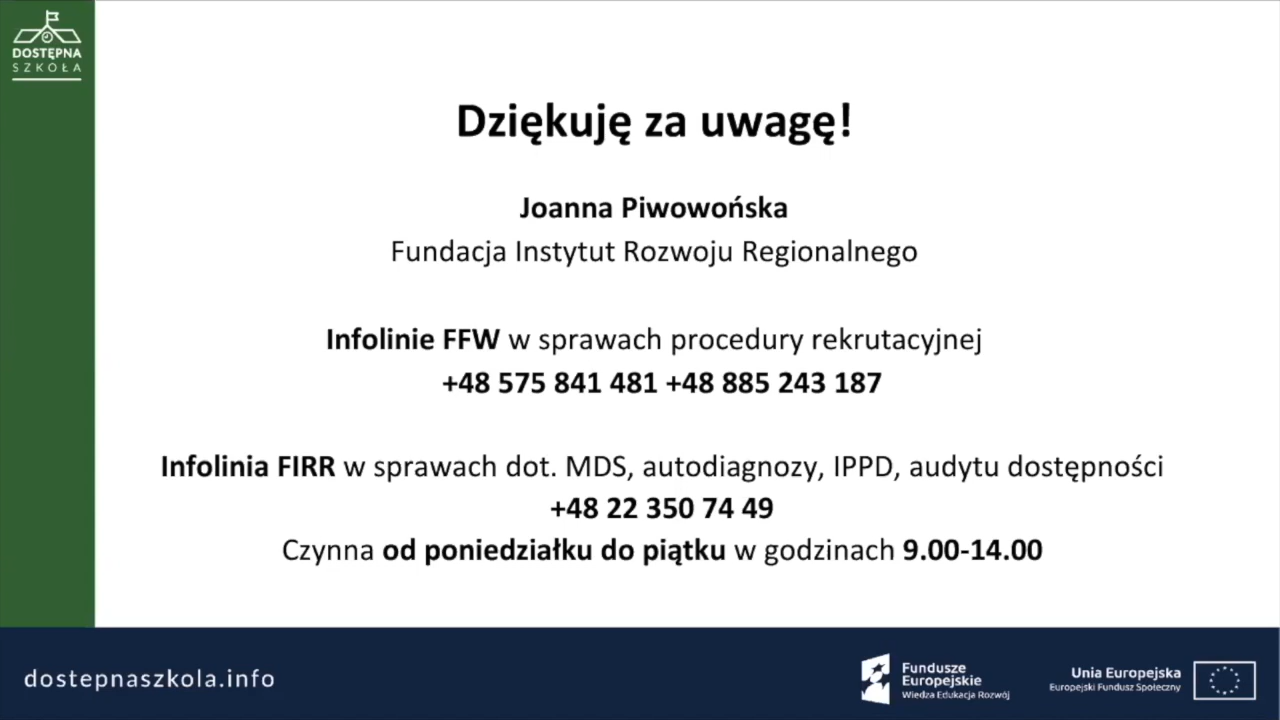 DOSTĘPNA
SZKOŁA
Dziękuję za uwagę!
Joanna Piwowońska
Fundacja Instytut Rozwoju Regionalnego
Infolinie FFW w sprawach procedury rekrutacyjnej
+48 575 841 481 +48 885 243 187
Infolinia FIRR w sprawach dot. MDS, autodiagnozy, IPPD, audytu dostępności
+48 22 350 74 49
Czynna od poniedziałku do piątku w godzinach 9.00-14.00
dostepnaszkola.info
Fundusze
Europejskie
Wiedza Edukacja Rozwój
Unia Europejska
Europejski Fundusz Społeczny